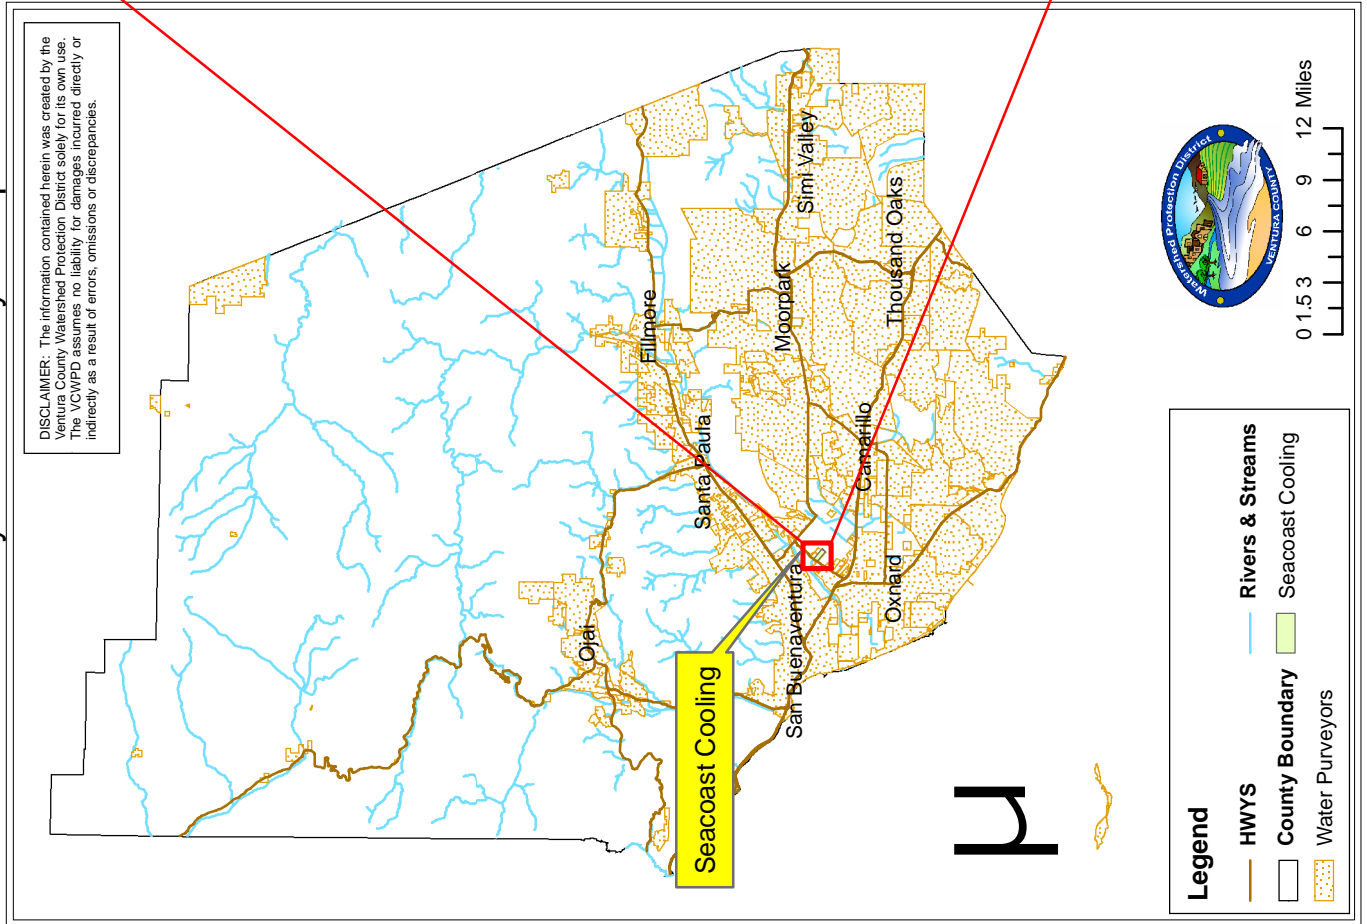 DISCLAIMER: The information contained herein was created by the
Ventura County Watershed Protection District solely for its own use.
The VCWPD assumes no liability for damages incurred directly or
indirectly as a result of errors, omissions or discrepancies.
Ojai
Santa Paula
Fillmore
Seacoast Cooling
San Buenaventura
Moorpark
Simi Valley
Oxnard
Camarillo
Thousand Oaks
µ
Watershed Protection District
VENTURA COUNTY
0 1.5 3 6 9 12 Miles
Legend
HWYS
Rivers & Streams
County Boundary
Seacoast Cooling
Water Purveyors